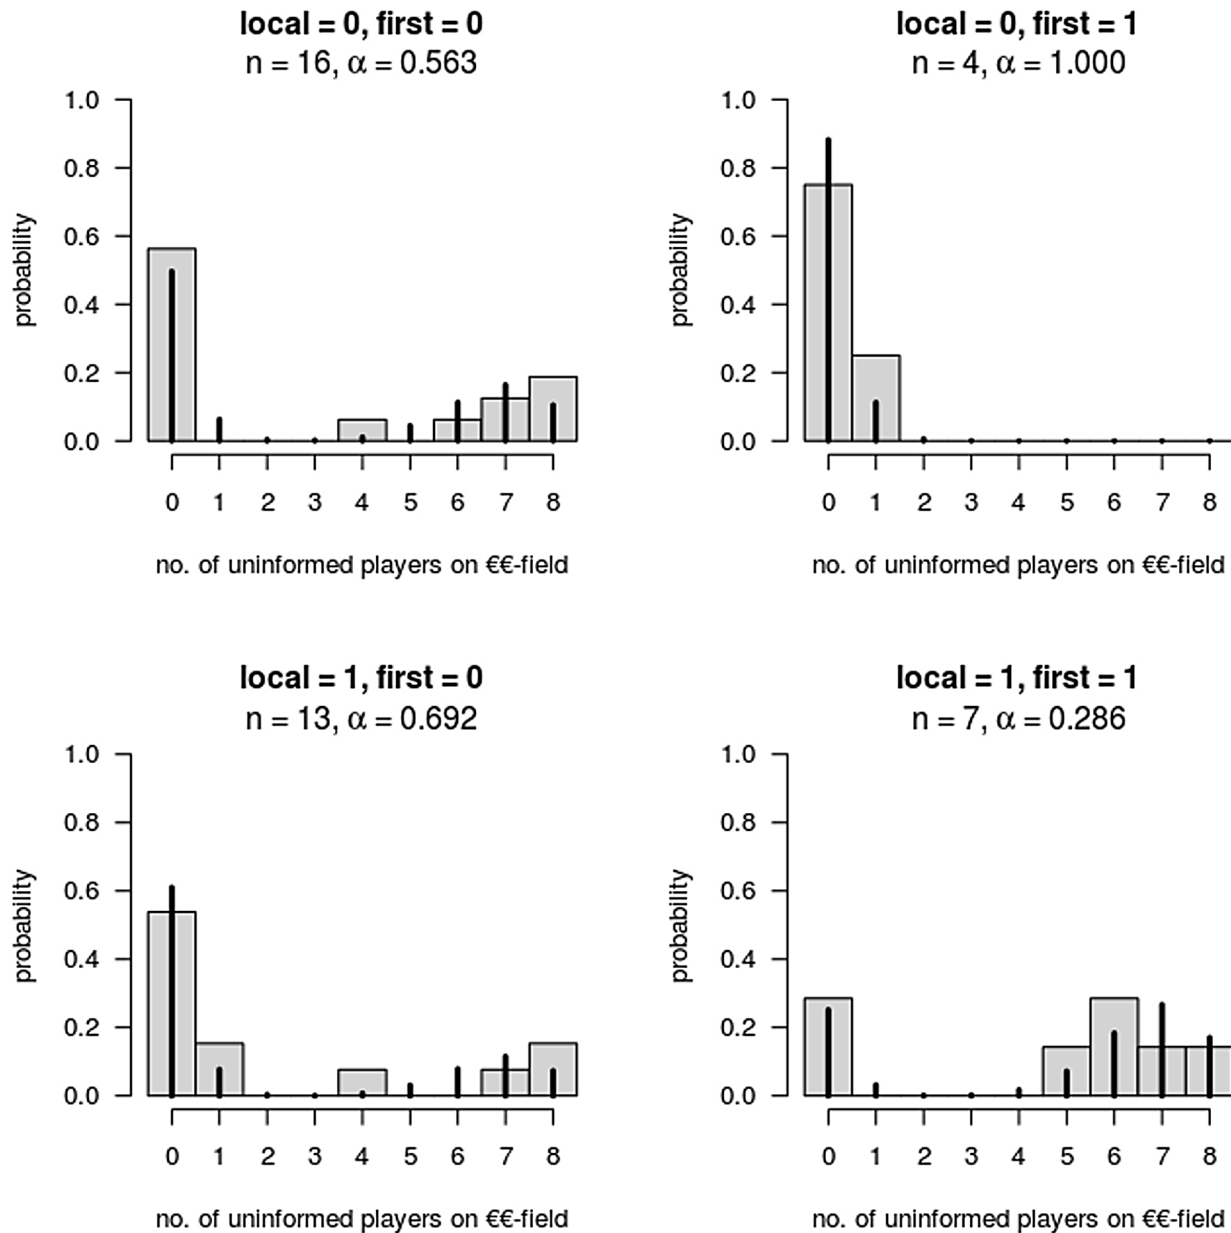 local = 0, first = 0
n = 16, α = 0.563
probability
1.0
0.8
0.6
0.4
0.2
0.0
0 1 2 3 4 5 6 7 8
no. of uninformed players on €€-field
local = 0, first = 1
n = 4, α = 1.000
probability
1.0
0.8
0.6
0.4
0.2
0.0
0 1 2 3 4 5 6 7 8
no. of uninformed players on €€-field
local = 1, first = 0
n = 13, α = 0.692
probability
1.0
0.8
0.6
0.4
0.2
0.0
0 1 2 3 4 5 6 7 8
no. of uninformed players on €€-field
local = 1, first = 1
n = 7, α = 0.286
probability
1.0
0.8
0.6
0.4
0.2
0.0
0 1 2 3 4 5 6 7 8
no. of uninformed players on €€-field